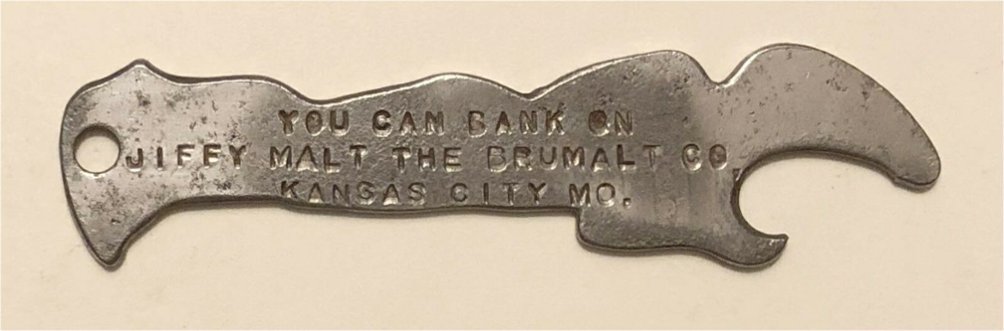 YOU CAN BANK ON
JIFFY MALT THE BRUMALT CO.
KANSAS CITY MO.